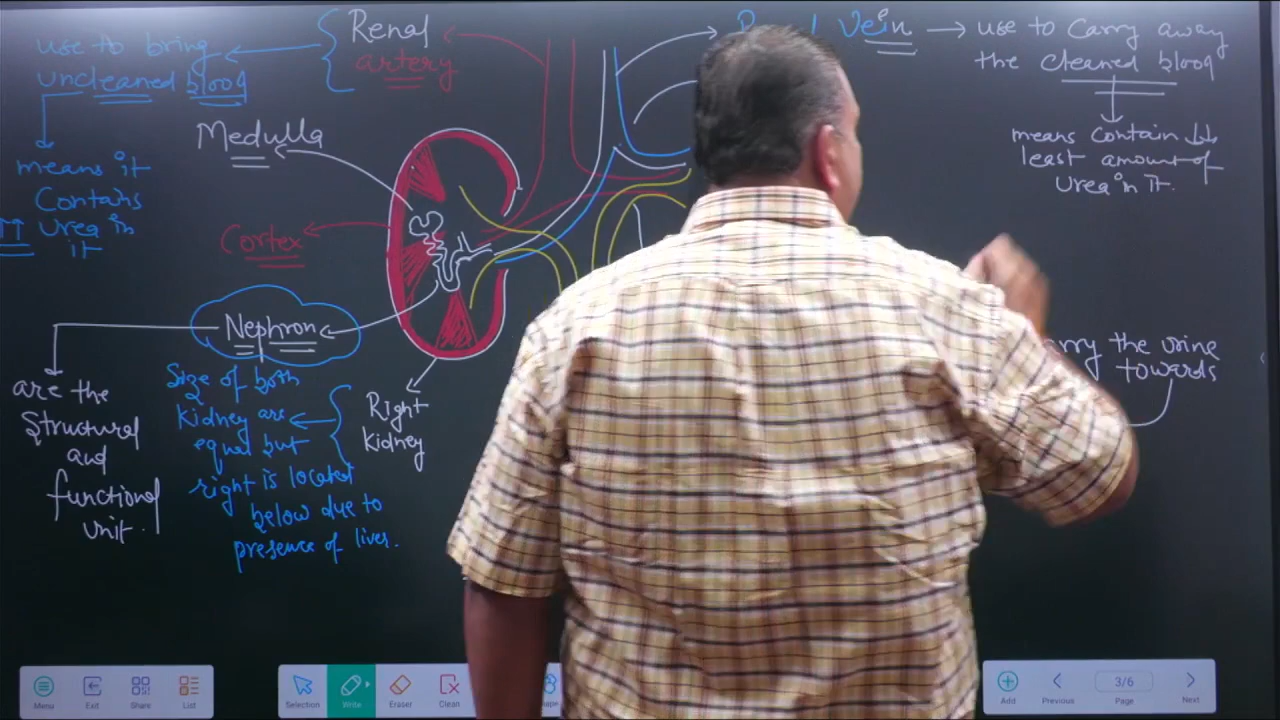 use to bring
uncleaned blood
means it
Contains
↑↑ Urea in
it
Renal
artery
Medulla
Cortex
Nephron
are the
Structural
and
functional
unit.
Size of both
kidney are
equal but
right is located
below due to
presence of liver.
Right
kidney
Vein → use to carry away
the cleaned blood
means contain ↓↓
least amount of
Urea in it.
the urine
towards
Menu
Exit
Share
List
Selection
Write
Eraser
Clean
Add
Previous
3/6
Page
Next